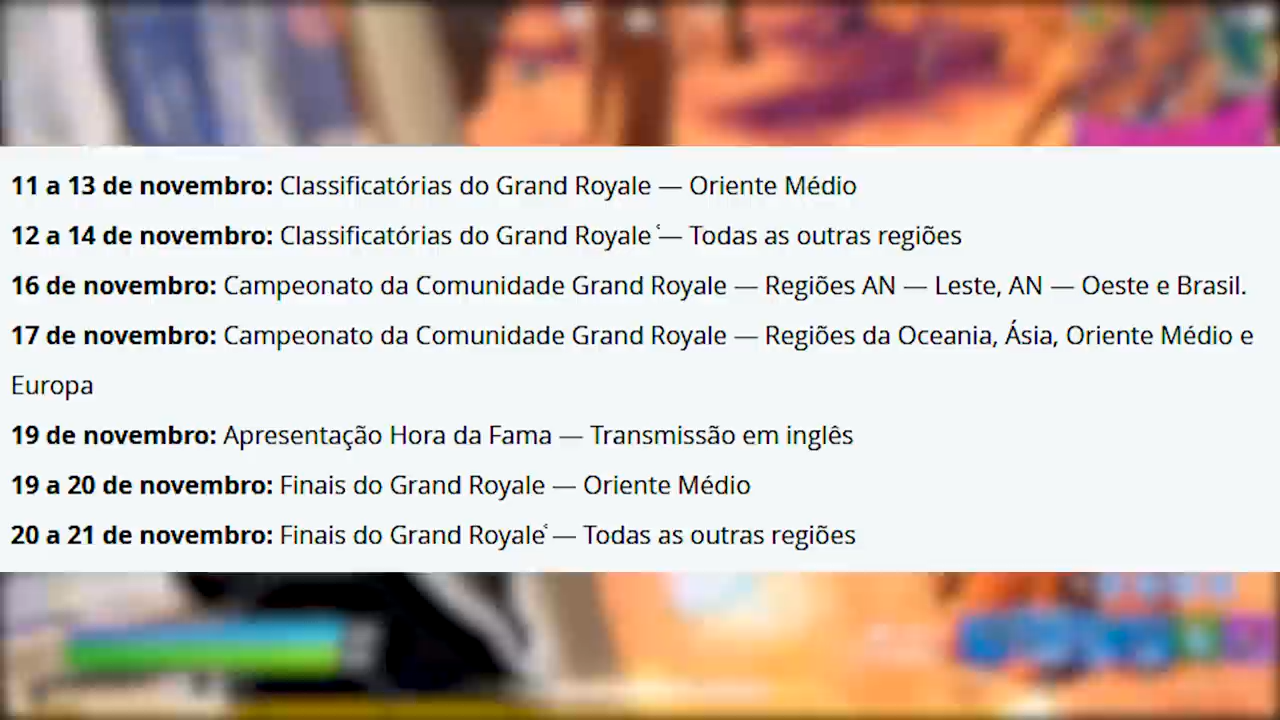 11 a 13 de novembro: Classificatórias do Grand Royale — Oriente Médio
12 a 14 de novembro: Classificatórias do Grand Royale — Todas as outras regiões
16 de novembro: Campeonato da Comunidade Grand Royale — Regiões AN — Leste, AN — Oeste e Brasil.
17 de novembro: Campeonato da Comunidade Grand Royale — Regiões da Oceania, Ásia, Oriente Médio e
Europa
19 de novembro: Apresentação Hora da Fama — Transmissão em inglês
19 a 20 de novembro: Finais do Grand Royale — Oriente Médio
20 a 21 de novembro: Finais do Grand Royale — Todas as outras regiões